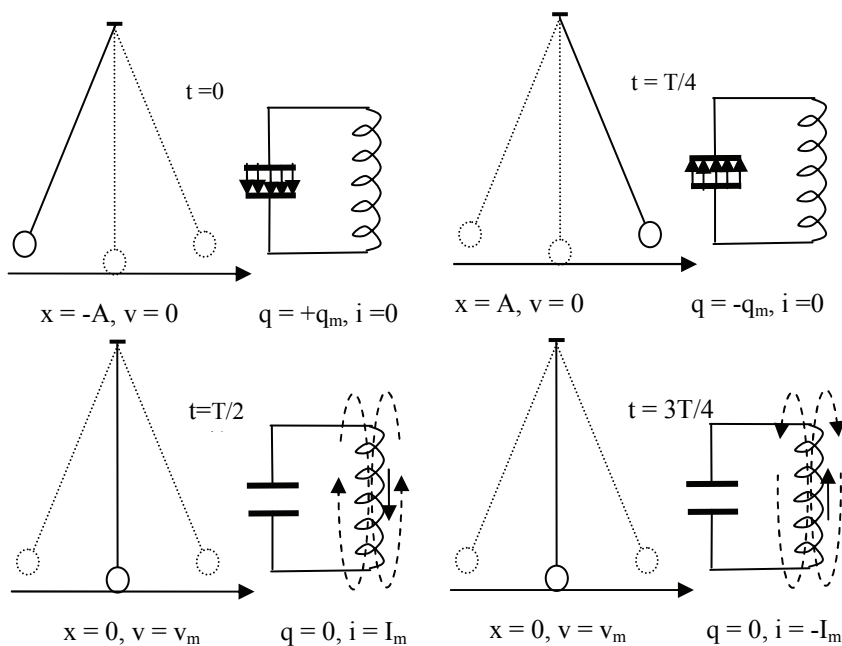 t =0
t = T/4
x = -A, v = 0
q = +qₘ, i =0
x = A, v = 0
q = -qₘ, i=0
t=T/2
t = 3T/4
x = 0, v = vₘ
q = 0, i = Iₘ
x = 0, v = vₘ
q = 0, i = -Iₘ